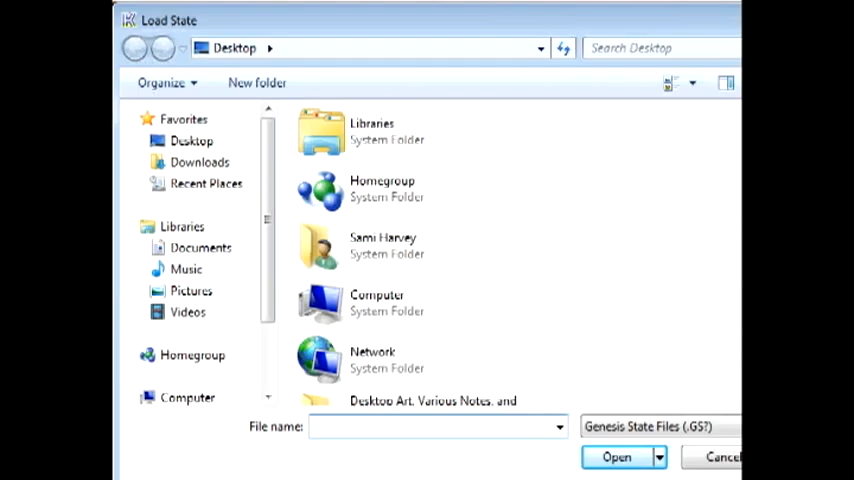 Load State
Desktop
Search Desktop
Organize
New folder
Favorites
Desktop
Downloads
Recent Places
Libraries
Documents
Music
Pictures
Videos
Homegroup
Computer
Libraries
System Folder
Homegroup
System Folder
Sami Harvey
System Folder
Computer
System Folder
Network
System Folder
Desktop Art, Various Notes, and
File name:
Genesis State Files (.GS?)
Open
Cancel